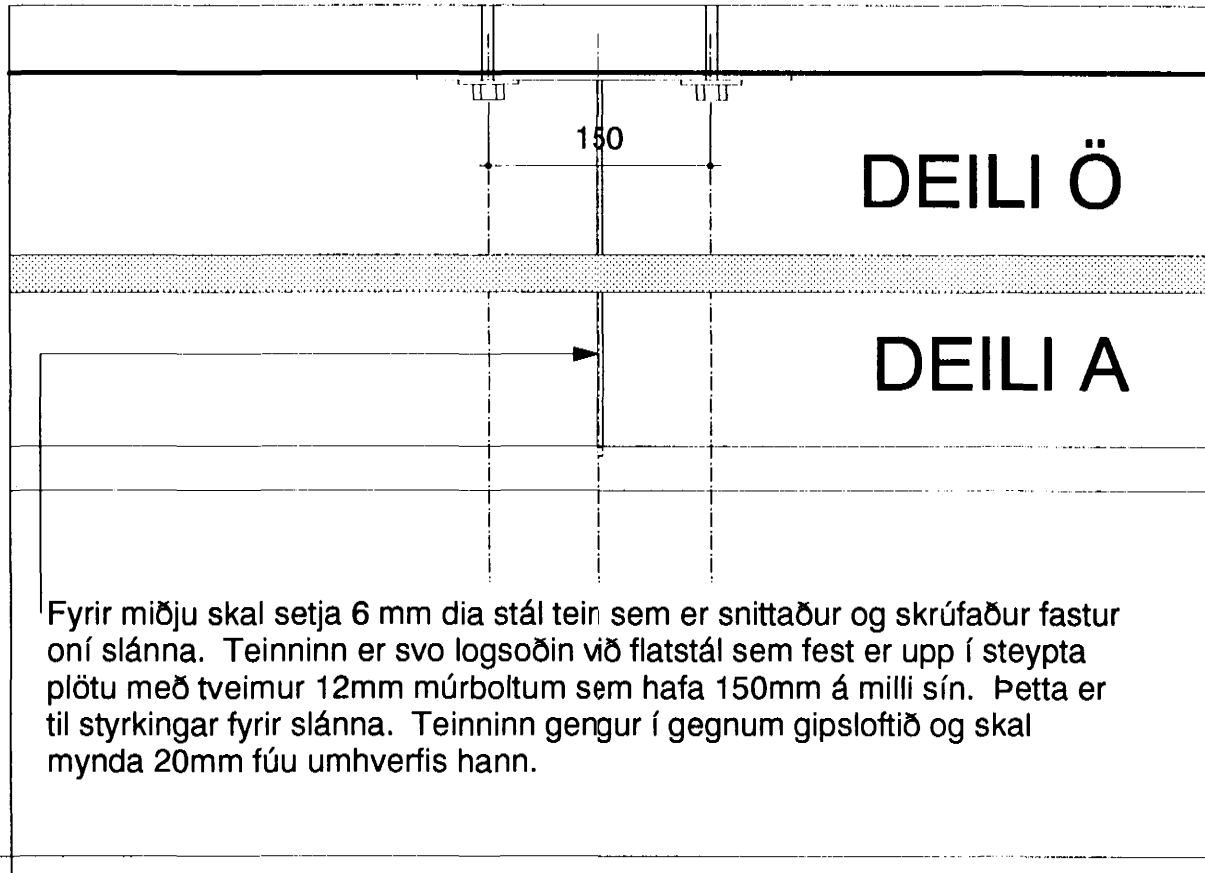 150
DEILI Ö
DEILI A
Fyrir miðju skal setja 6 mm dia stál tein sem er snittaður og skrúfaður fastur
oní slánna. Teinninn er svo logsoðin við flatstál sem fest er upp í steypta
plötu með tveimur 12mm múrboltum sem hafa 150mm á milli sín. Þetta er
til styrkingar fyrir slánna. Teinninn gengur í gegnum gipsloftið og skal
mynda 20mm fúu umhverfis hann.